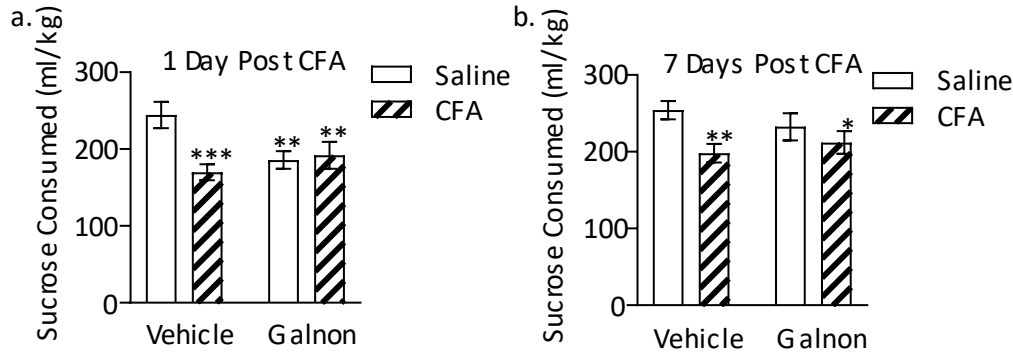 a.
1 Day Post CFA
Sucrose Consumed (ml/kg)
300
200
100
0
*** ** **
Vehicle Galnon
Saline
CFA
b.
7 Days Post CFA
Sucrose Consumed (ml/kg)
300
200
100
0
** *
Vehicle Galnon
Saline
CFA